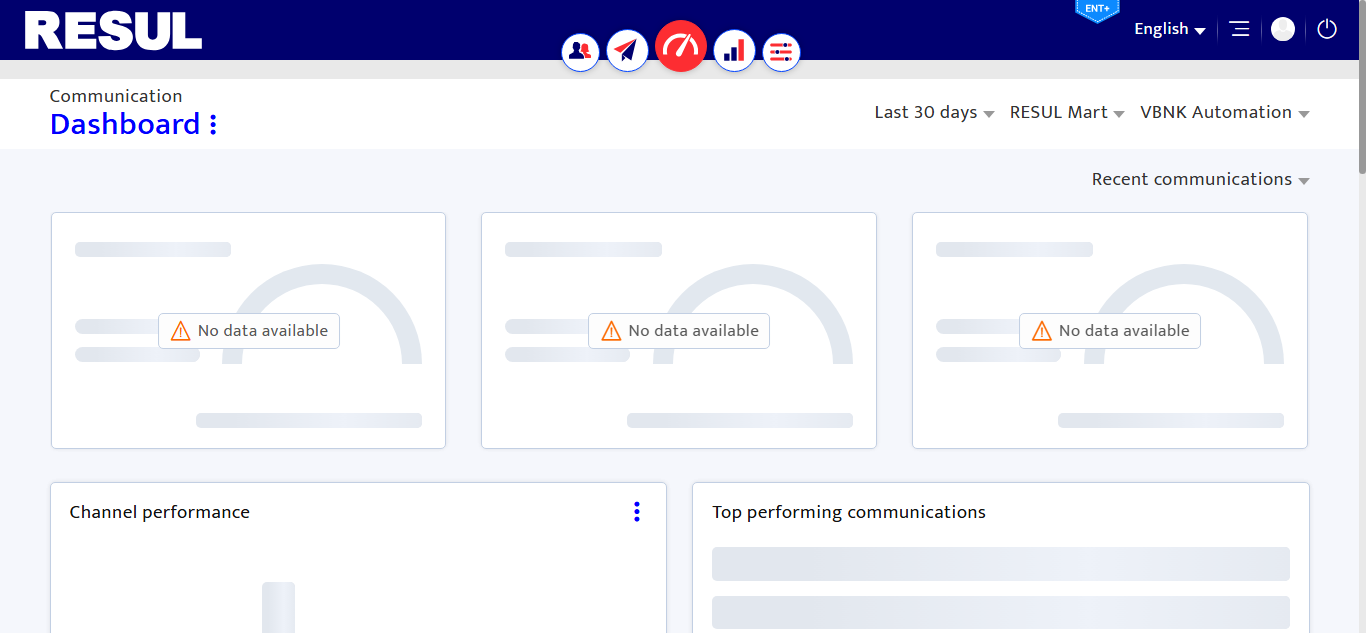 RESUL
ENT+
English
Communication
Dashboard
Last 30 days
RESUL Mart
VBNK Automation
Recent communications
No data available
No data available
No data available
Channel performance
Top performing communications